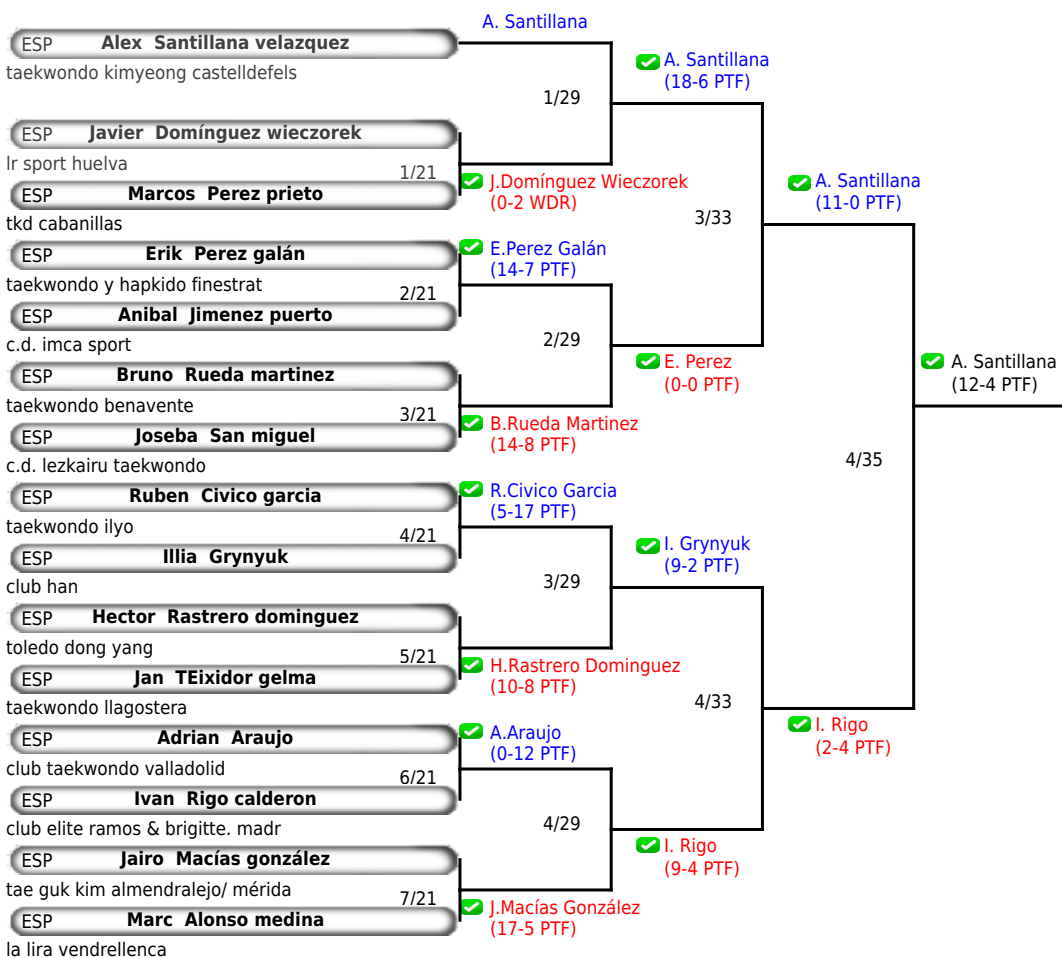 A. Santillana
ESP Alex Santillana velazquez
taekwondo kimyeong castelldefels
A. Santillana
(18-6 PTF)
1/29
ESP Javier Domínguez wieczorek
lr sport huelva
1/21
ESP Marcos Perez prieto
tkd cabanillas
J.Domínguez Wieczorek
(0-2 WDR)
A. Santillana
(11-0 PTF)
3/33
ESP Erik Perez galán
taekwondo y hapkido finestrat
E.Perez Galán
(14-7 PTF)
2/21
ESP Anibal Jimenez puerto
c.d. imca sport
2/29
E. Perez
(0-0 PTF)
A. Santillana
(12-4 PTF)
ESP Bruno Rueda martinez
taekwondo benavente
3/21
ESP Joseba San miguel
c.d. lezkairu taekwondo
B.Rueda Martinez
(14-8 PTF)
4/35
ESP Ruben Civico garcia
taekwondo ilyo
R.Civico Garcia
(5-17 PTF)
4/21
ESP Illia Grynyuk
club han
I. Grynyuk
(9-2 PTF)
3/29
ESP Hector Rastrero dominguez
toledo dong yang
5/21
ESP Jan TEixidor gelma
taekwondo llagostera
H.Rastrero Dominguez
(10-8 PTF)
4/33
I. Rigo
(2-4 PTF)
ESP Adrian Araujo
club taekwondo valladolid
A.Araujo
(0-12 PTF)
6/21
ESP Ivan Rigo calderon
club elite ramos & brigitte. madr
4/29
I. Rigo
(9-4 PTF)
ESP Jairo Macías gonzález
tae guk kim almendralejo/ mérida
7/21
ESP Marc Alonso medina
la lira vendrellenca
J.Macías González
(17-5 PTF)